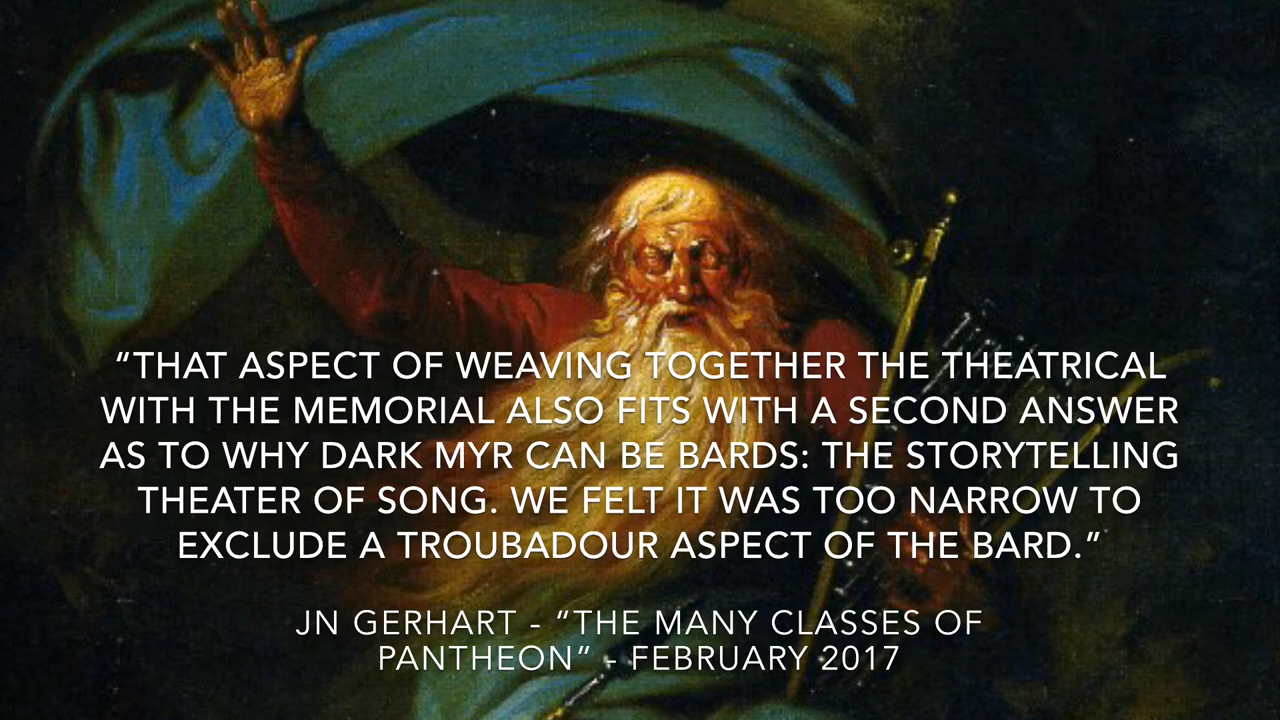 “THAT ASPECT OF WEAVING TOGETHER THE THEATRICAL
WITH THE MEMORIAL ALSO FITS WITH A SECOND ANSWER
AS TO WHY DARK MYR CAN BE BARDS: THE STORYTELLING
THEATER OF SONG. WE FELT IT WAS TOO NARROW TO
EXCLUDE A TROUBADOUR ASPECT OF THE BARD.”
JN GERHART - “THE MANY CLASSES OF
PANTHEON” - FEBRUARY 2017